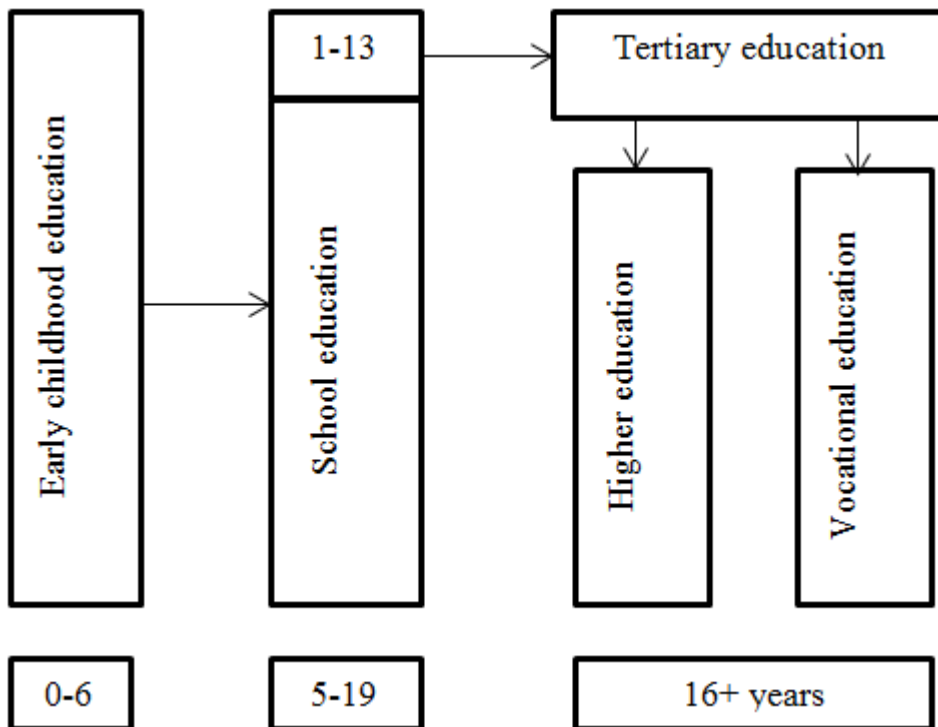 Early childhood education
1-13
School education
Tertiary education
Higher education
Vocational education
0-6
5-19
16+ years